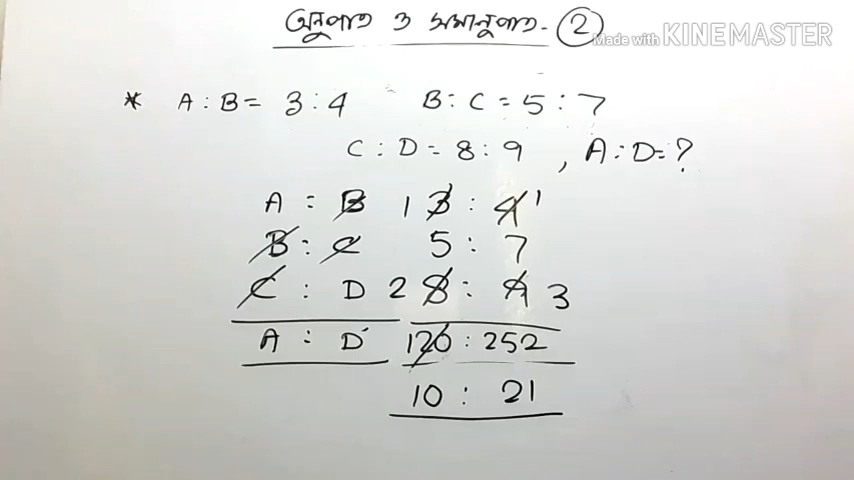 অনুপাত ও সমানুপাত - 2
Made with KINEMASTER
* A : B = 3 : 4 B : C = 5 : 7
C : D = 8 : 9 , A : D = ?
A : B 1 3 : 4 1
B : C 5 : 7
C : D 2 8 : 9 3
A : D 120 : 252
10 : 21